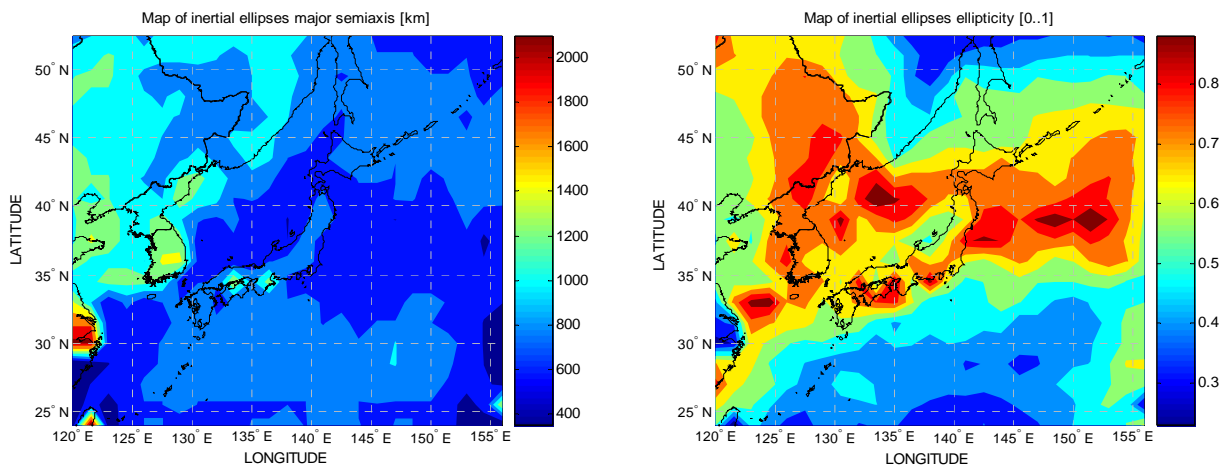 Map of inertial ellipses major semiaxis [km]
50° N
45° N
40° N
35° N
30° N
25° N
LATITUDE
120° E 125° E 130° E 135° E 140° E 145° E 150° E 155° E
LONGITUDE
2000
1800
1600
1400
1200
1000
800
600
400
Map of inertial ellipses ellipticity [0..1]
50° N
45° N
40° N
35° N
30° N
25° N
LATITUDE
120° E 125° E 130° E 135° E 140° E 145° E 150° E 155° E
LONGITUDE
0.8
0.7
0.6
0.5
0.4
0.3